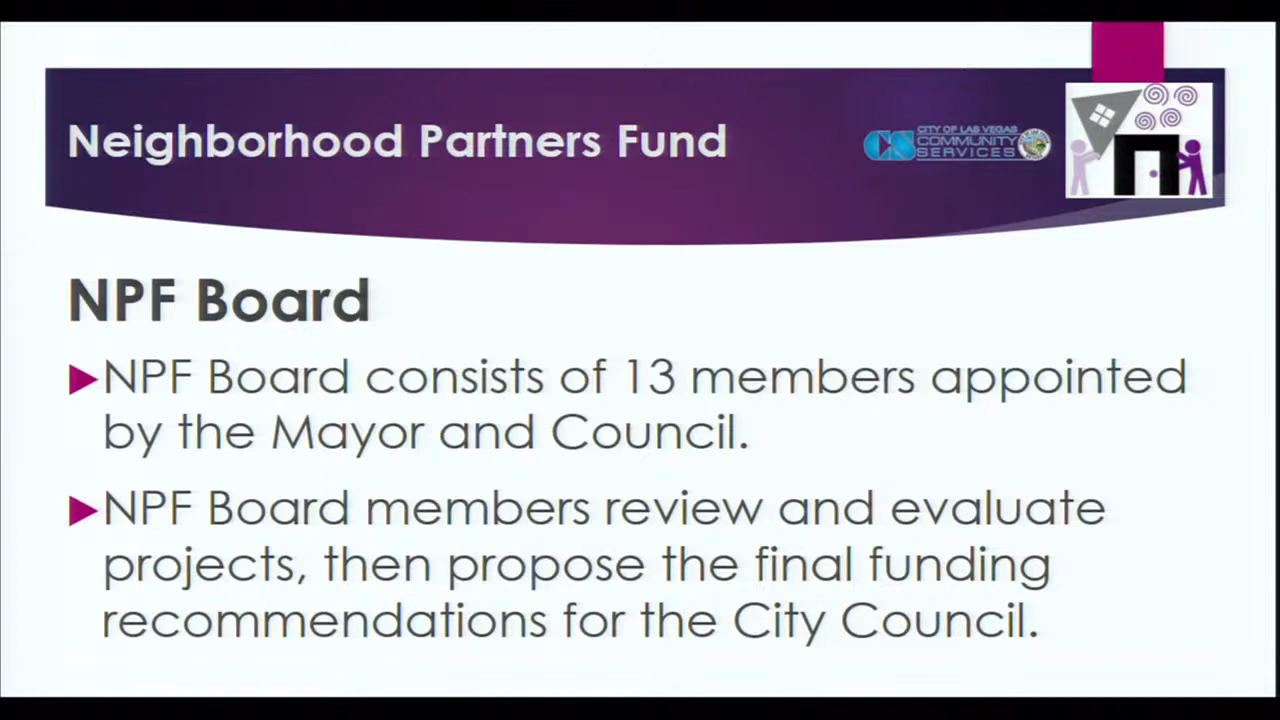 Neighborhood Partners Fund
CITY OF LAS VEGAS
COMMUNITY
SERVICES
NPF Board
NPF Board consists of 13 members appointed
by the Mayor and Council.
NPF Board members review and evaluate
projects, then propose the final funding
recommendations for the City Council.